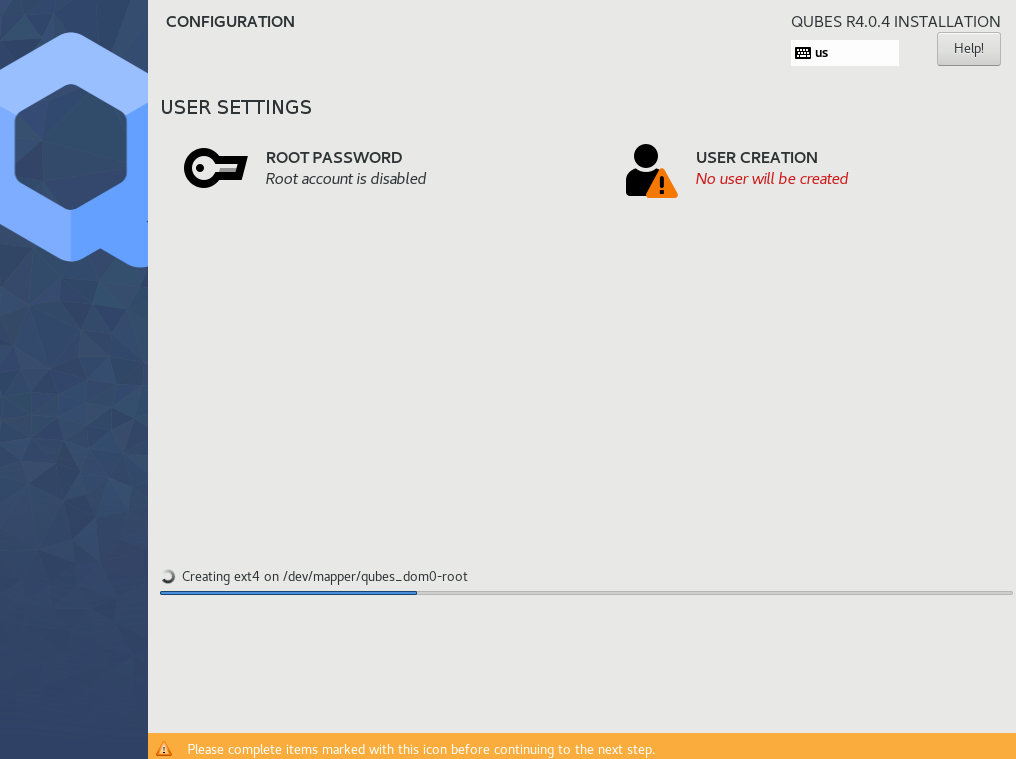 CONFIGURATION
QUBES R4.0.4 INSTALLATION
us
Help!
USER SETTINGS
ROOT PASSWORD
Root account is disabled
USER CREATION
No user will be created
Creating ext4 on /dev/mapper/qubes_dom0-root
Please complete items marked with this icon before continuing to the next step.